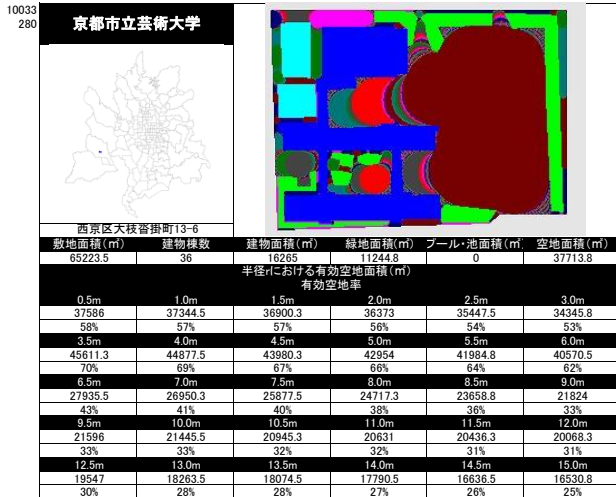 10033
280
京都市立芸術大学
西京区大枝沓掛町13-6
敷地面積(㎡) 建物棟数 建物面積(㎡) 緑地面積(㎡) プール・池面積(㎡) 空地面積(㎡)
65223.5 36 16265 11244.8 0 37713.8
半径rにおける有効空地面積(㎡)
有効空地率
0.5m 1.0m 1.5m 2.0m 2.5m 3.0m
37586 37344.5 36900.3 36373 35447.5 34345.8
58% 57% 57% 56% 54% 53%
3.5m 4.0m 4.5m 5.0m 5.5m 6.0m
45611.3 44877.5 43980.3 42954 41984.8 40570.5
70% 69% 67% 66% 64% 62%
6.5m 7.0m 7.5m 8.0m 8.5m 9.0m
27935.5 26950.3 25877.5 24717.3 23658.8 21824
43% 41% 40% 38% 36% 33%
9.5m 10.0m 10.5m 11.0m 11.5m 12.0m
21596 21445.5 20945.3 20631 20436.3 20068.3
33% 33% 32% 32% 31% 31%
12.5m 13.0m 13.5m 14.0m 14.5m 15.0m
19547 18263.5 18074.5 17790.5 16636.5 16530.8
30% 28% 28% 27% 26% 25%